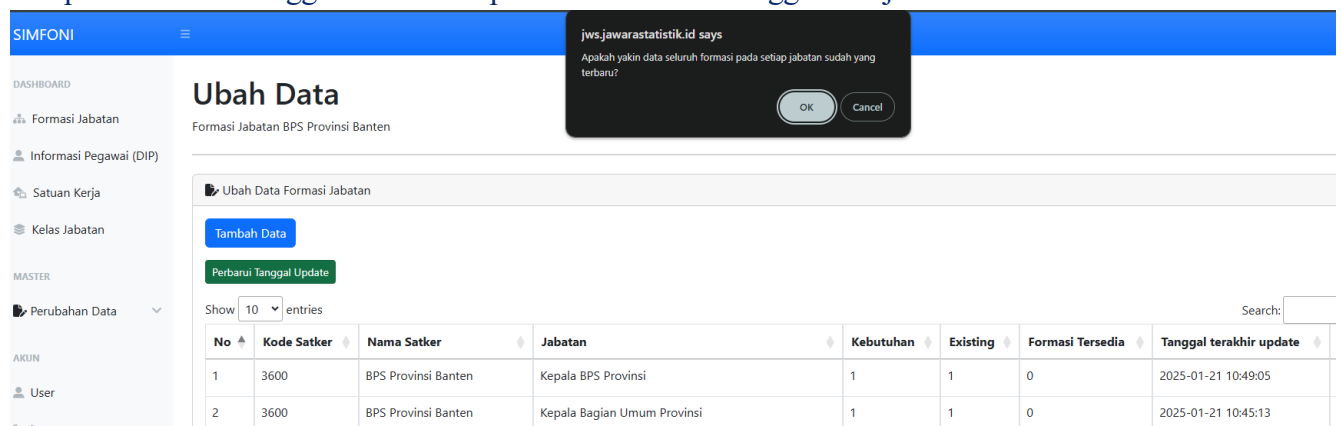 SIMFONI
jws.jawarastatistik.id says
Apakah yakin data seluruh formasi pada setiap jabatan sudah yang
terbaru?
OK
Cancel
DASHBOARD
Formasi Jabatan
Informasi Pegawai (DIP)
Satuan Kerja
Kelas Jabatan
MASTER
Perubahan Data
AKUN
User
Ubah Data
Formasi Jabatan BPS Provinsi Banten
Ubah Data Formasi Jabatan
Tambah Data
Perbarui Tanggal Update
Show 10 entries
Search:
No Kode Satker Nama Satker Jabatan Kebutuhan Existing Formasi Tersedia Tanggal terakhir update
1 3600 BPS Provinsi Banten Kepala BPS Provinsi 1 1 0 2025-01-21 10:49:05
2 3600 BPS Provinsi Banten Kepala Bagian Umum Provinsi 1 1 0 2025-01-21 10:45:13